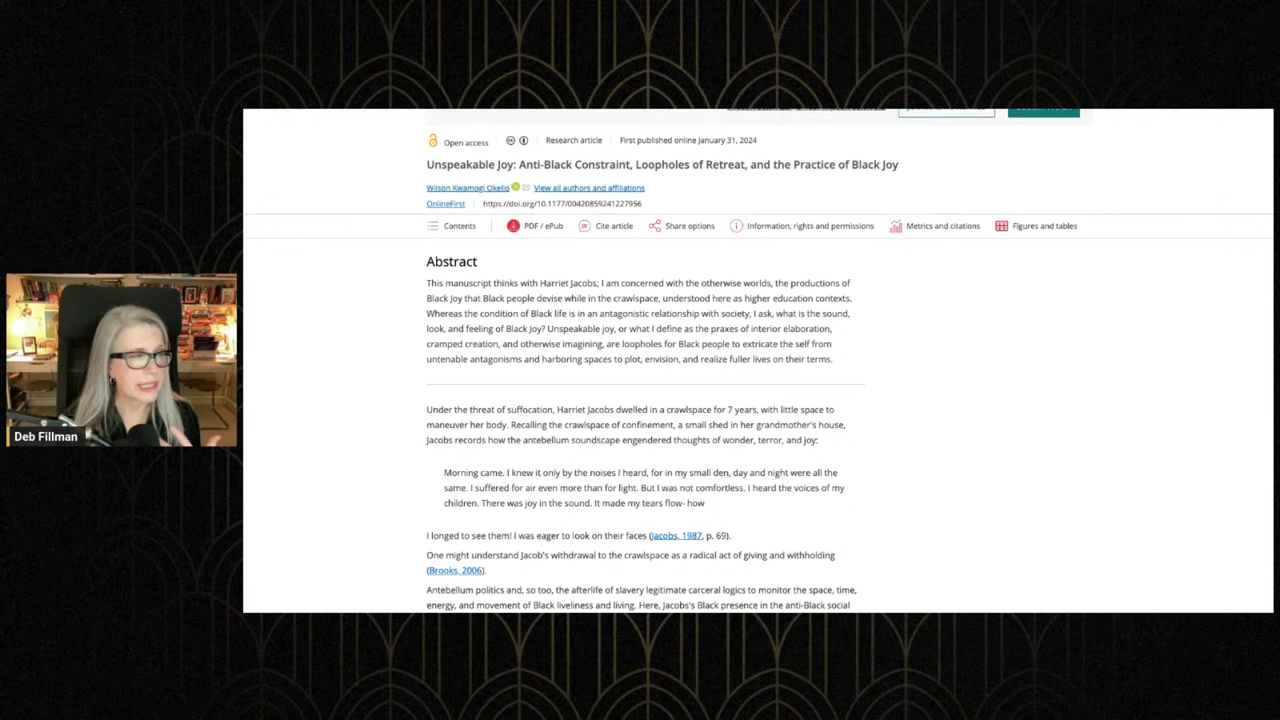 Open access
Research article
First published online January 31, 2024
Unspeakable Joy: Anti-Black Constraint, Loopholes of Retreat, and the Practice of Black Joy
Wilson Kwamogi Okello
View all authors and affiliations
OnlineFirst
https://doi.org/10.1177/00420859241227956
Contents
PDF / ePub
Cite article
Share options
Information, rights and permissions
Metrics and citations
Figures and tables
Abstract
This manuscript thinks with Harriet Jacobs; I am concerned with the otherwise worlds, the productions of
Black Joy that Black people devise while in the crawlspace, understood here as higher education contexts.
Whereas the condition of Black life is in an antagonistic relationship with society, I ask, what is the sound,
look, and feeling of Black Joy? Unspeakable joy, or what I define as the praxes of interior elaboration,
cramped creation, and otherwise imagining, are loopholes for Black people to extricate the self from
untenable antagonisms and harboring spaces to plot, envision, and realize fuller lives on their terms.
Under the threat of suffocation, Harriet Jacobs dwelled in a crawlspace for 7 years, with little space to
maneuver her body. Recalling the crawlspace of confinement, a small shed in her grandmother's house,
Jacobs records how the antebellum soundscape engendered thoughts of wonder, terror, and joy:
Morning came. I knew it only by the noises I heard, for in my small den, day and night were all the
same. I suffered for air even more than for light. But I was not comfortless. I heard the voices of my
children. There was joy in the sound. It made my tears flow- how
I longed to see them! I was eager to look on their faces (Jacobs, 1987, p. 69).
One might understand Jacob's withdrawal to the crawlspace as a radical act of giving and withholding
(Brooks, 2006).
Antebellum politics and, so too, the afterlife of slavery legitimate carceral logics to monitor the space, time,
energy, and movement of Black liveliness and living. Here, Jacobs's Black presence in the anti-Black social
Deb Fillman